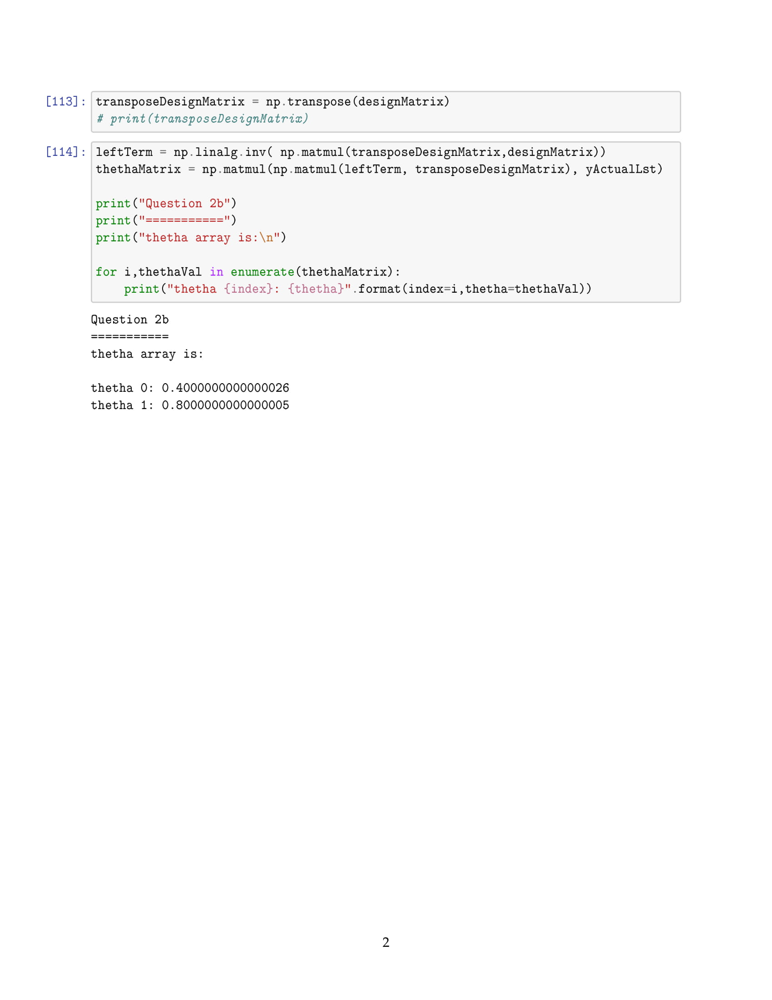 [113]: transposeDesignMatrix = np.transpose(designMatrix)
# print(transposeDesignMatrix)
[114]: leftTerm = np.linalg.inv( np.matmul(transposeDesignMatrix,designMatrix))
thethaMatrix = np.matmul(np.matmul(leftTerm, transposeDesignMatrix), yActualLst)
print("Question 2b")
print("===========")
print("thetha array is:\n")
for i,thethaVal in enumerate(thethaMatrix):
    print("thetha {index}: {thetha}".format(index=i,thetha=thethaVal))
Question 2b
===========
thetha array is:
thetha 0: 0.4000000000000026
thetha 1: 0.8000000000000005
2